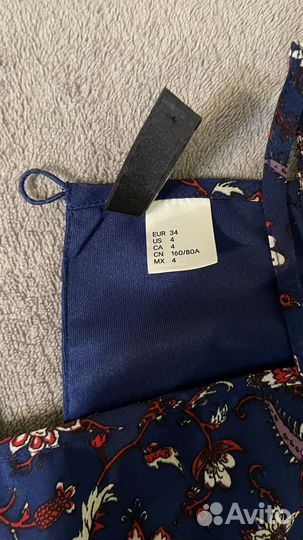 EUR 34
US 4
CA 4
CN 160/80A
MX 4
Avito